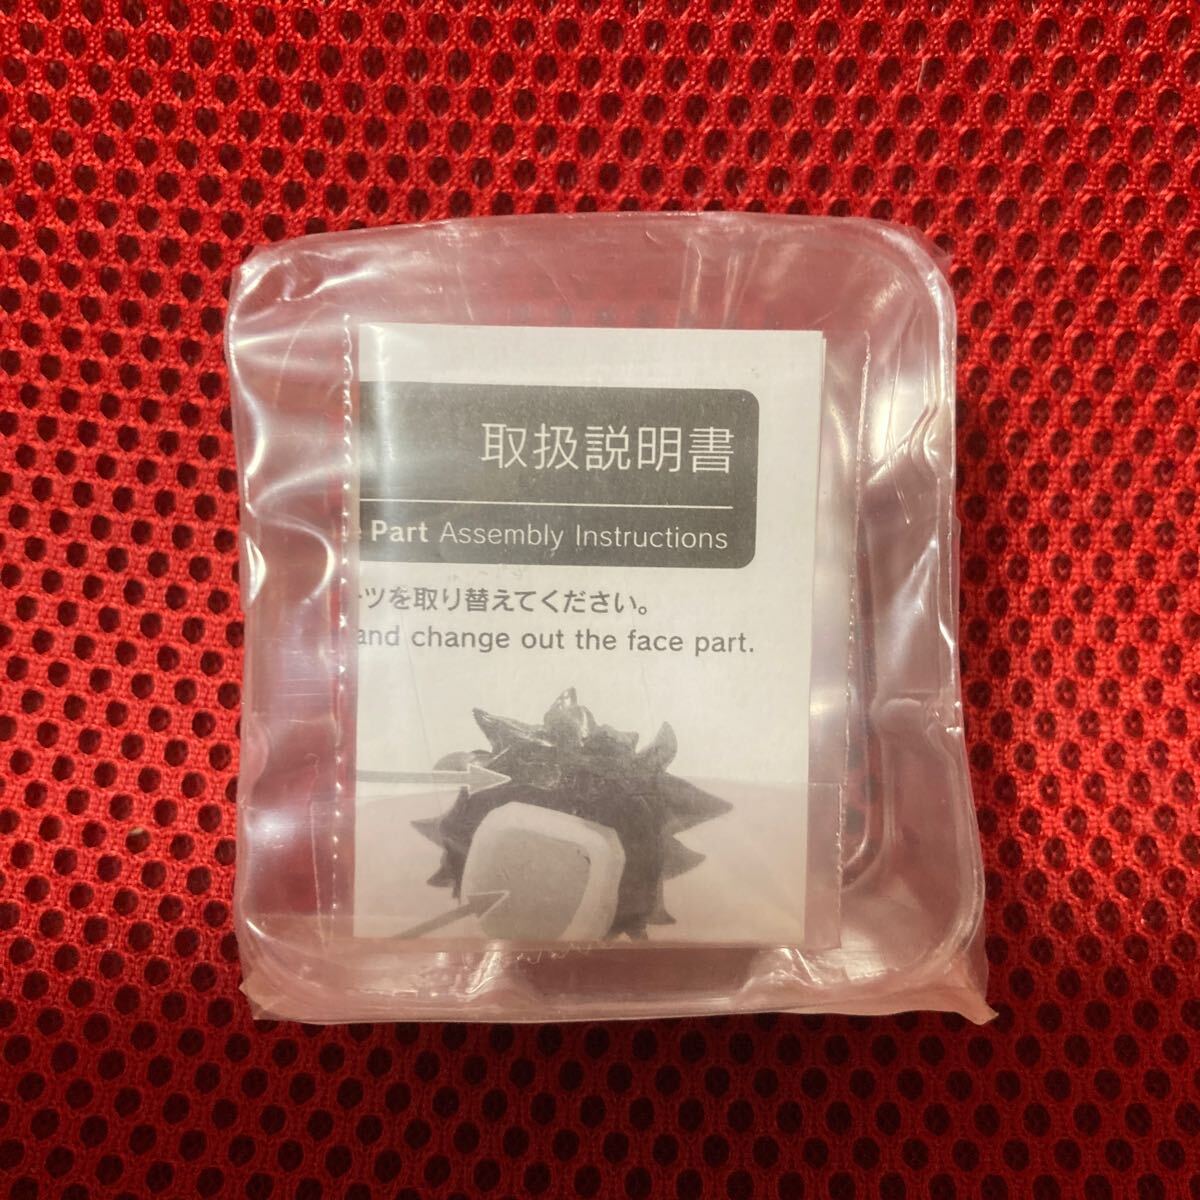 取扱説明書
Part Assembly Instructions
ーツを取り替えてください。
and change out the face part.